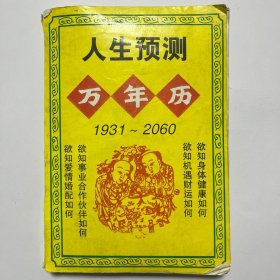 人生预测
万年历
1931～2060
欲知身体健康如何
欲知机遇财运如何
欲知事业合作伙伴如何
欲知爱情婚配如何